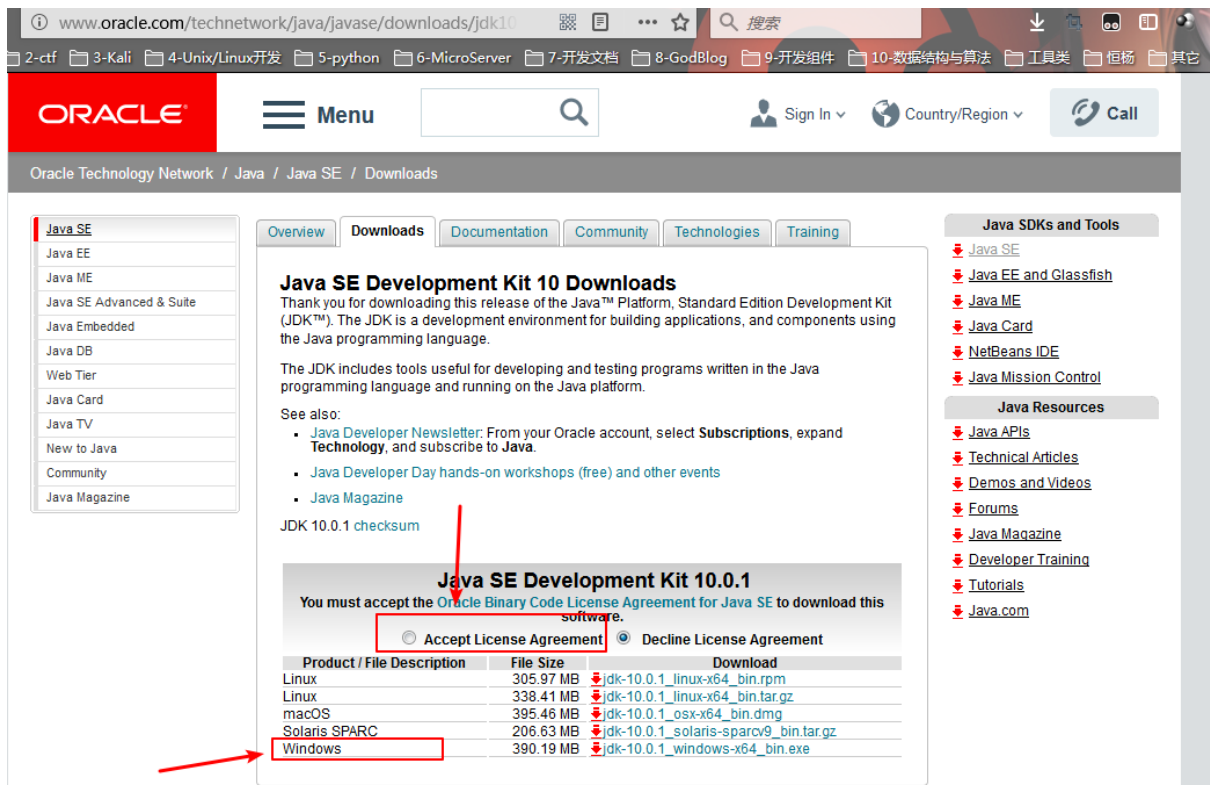 www.oracle.com/technetwork/java/javase/downloads/jdk10
搜索
2-ctf 3-Kali 4-Unix/Linux开发 5-python 6-MicroServer 7-开发文档 8-GodBlog 9-开发组件 10-数据结构与算法 工具类 恒杨 其它
ORACLE
Menu
Sign In
Country/Region
Call
Oracle Technology Network / Java / Java SE / Downloads
Java SE
Java EE
Java ME
Java SE Advanced & Suite
Java Embedded
Java DB
Web Tier
Java Card
Java TV
New to Java
Community
Java Magazine
Overview Downloads Documentation Community Technologies Training
Java SE Development Kit 10 Downloads
Thank you for downloading this release of the Java™ Platform, Standard Edition Development Kit
(JDK™). The JDK is a development environment for building applications, and components using
the Java programming language.
The JDK includes tools useful for developing and testing programs written in the Java
programming language and running on the Java platform.
See also:
Java Developer Newsletter: From your Oracle account, select Subscriptions, expand
Technology, and subscribe to Java.
Java Developer Day hands-on workshops (free) and other events
Java Magazine
JDK 10.0.1 checksum
Java SE Development Kit 10.0.1
You must accept the Oracle Binary Code License Agreement for Java SE to download this
software.
Accept License Agreement Decline License Agreement
Product / File Description File Size Download
Linux 305.97 MB jdk-10.0.1_linux-x64_bin.rpm
Linux 338.41 MB jdk-10.0.1_linux-x64_bin.tar.gz
macOS 395.46 MB jdk-10.0.1_osx-x64_bin.dmg
Solaris SPARC 206.63 MB jdk-10.0.1_solaris-sparcv9_bin.tar.gz
Windows 390.19 MB jdk-10.0.1_windows-x64_bin.exe
Java SDKs and Tools
Java SE
Java EE and Glassfish
Java ME
Java Card
NetBeans IDE
Java Mission Control
Java Resources
Java APIs
Technical Articles
Demos and Videos
Forums
Java Magazine
Developer Training
Tutorials
Java.com